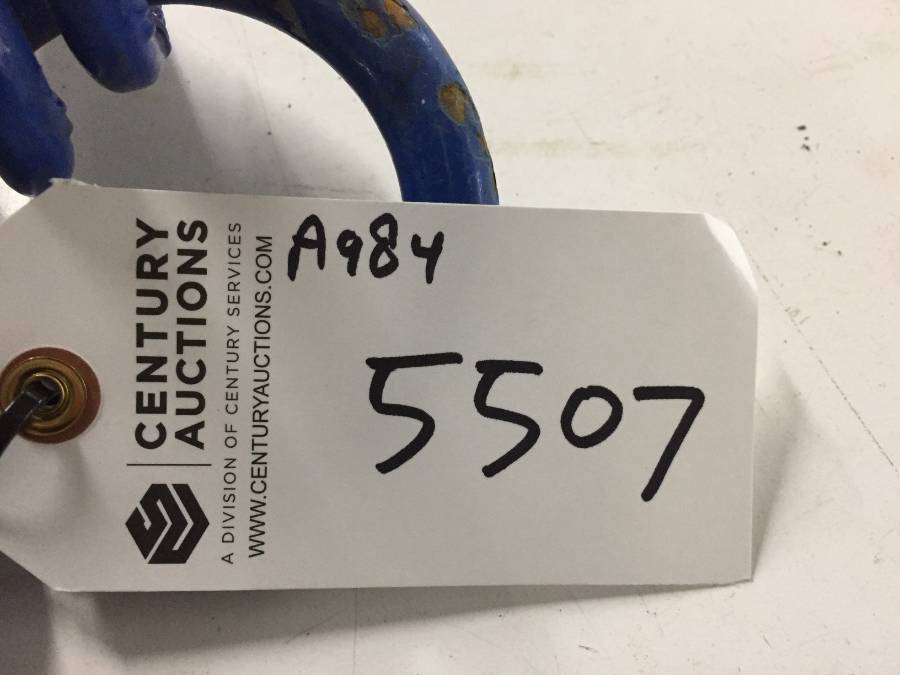 CENTURY
AUCTIONS
A DIVISION OF CENTURY SERVICES
WWW.CENTURYAUCTIONS.COM
A984
5507